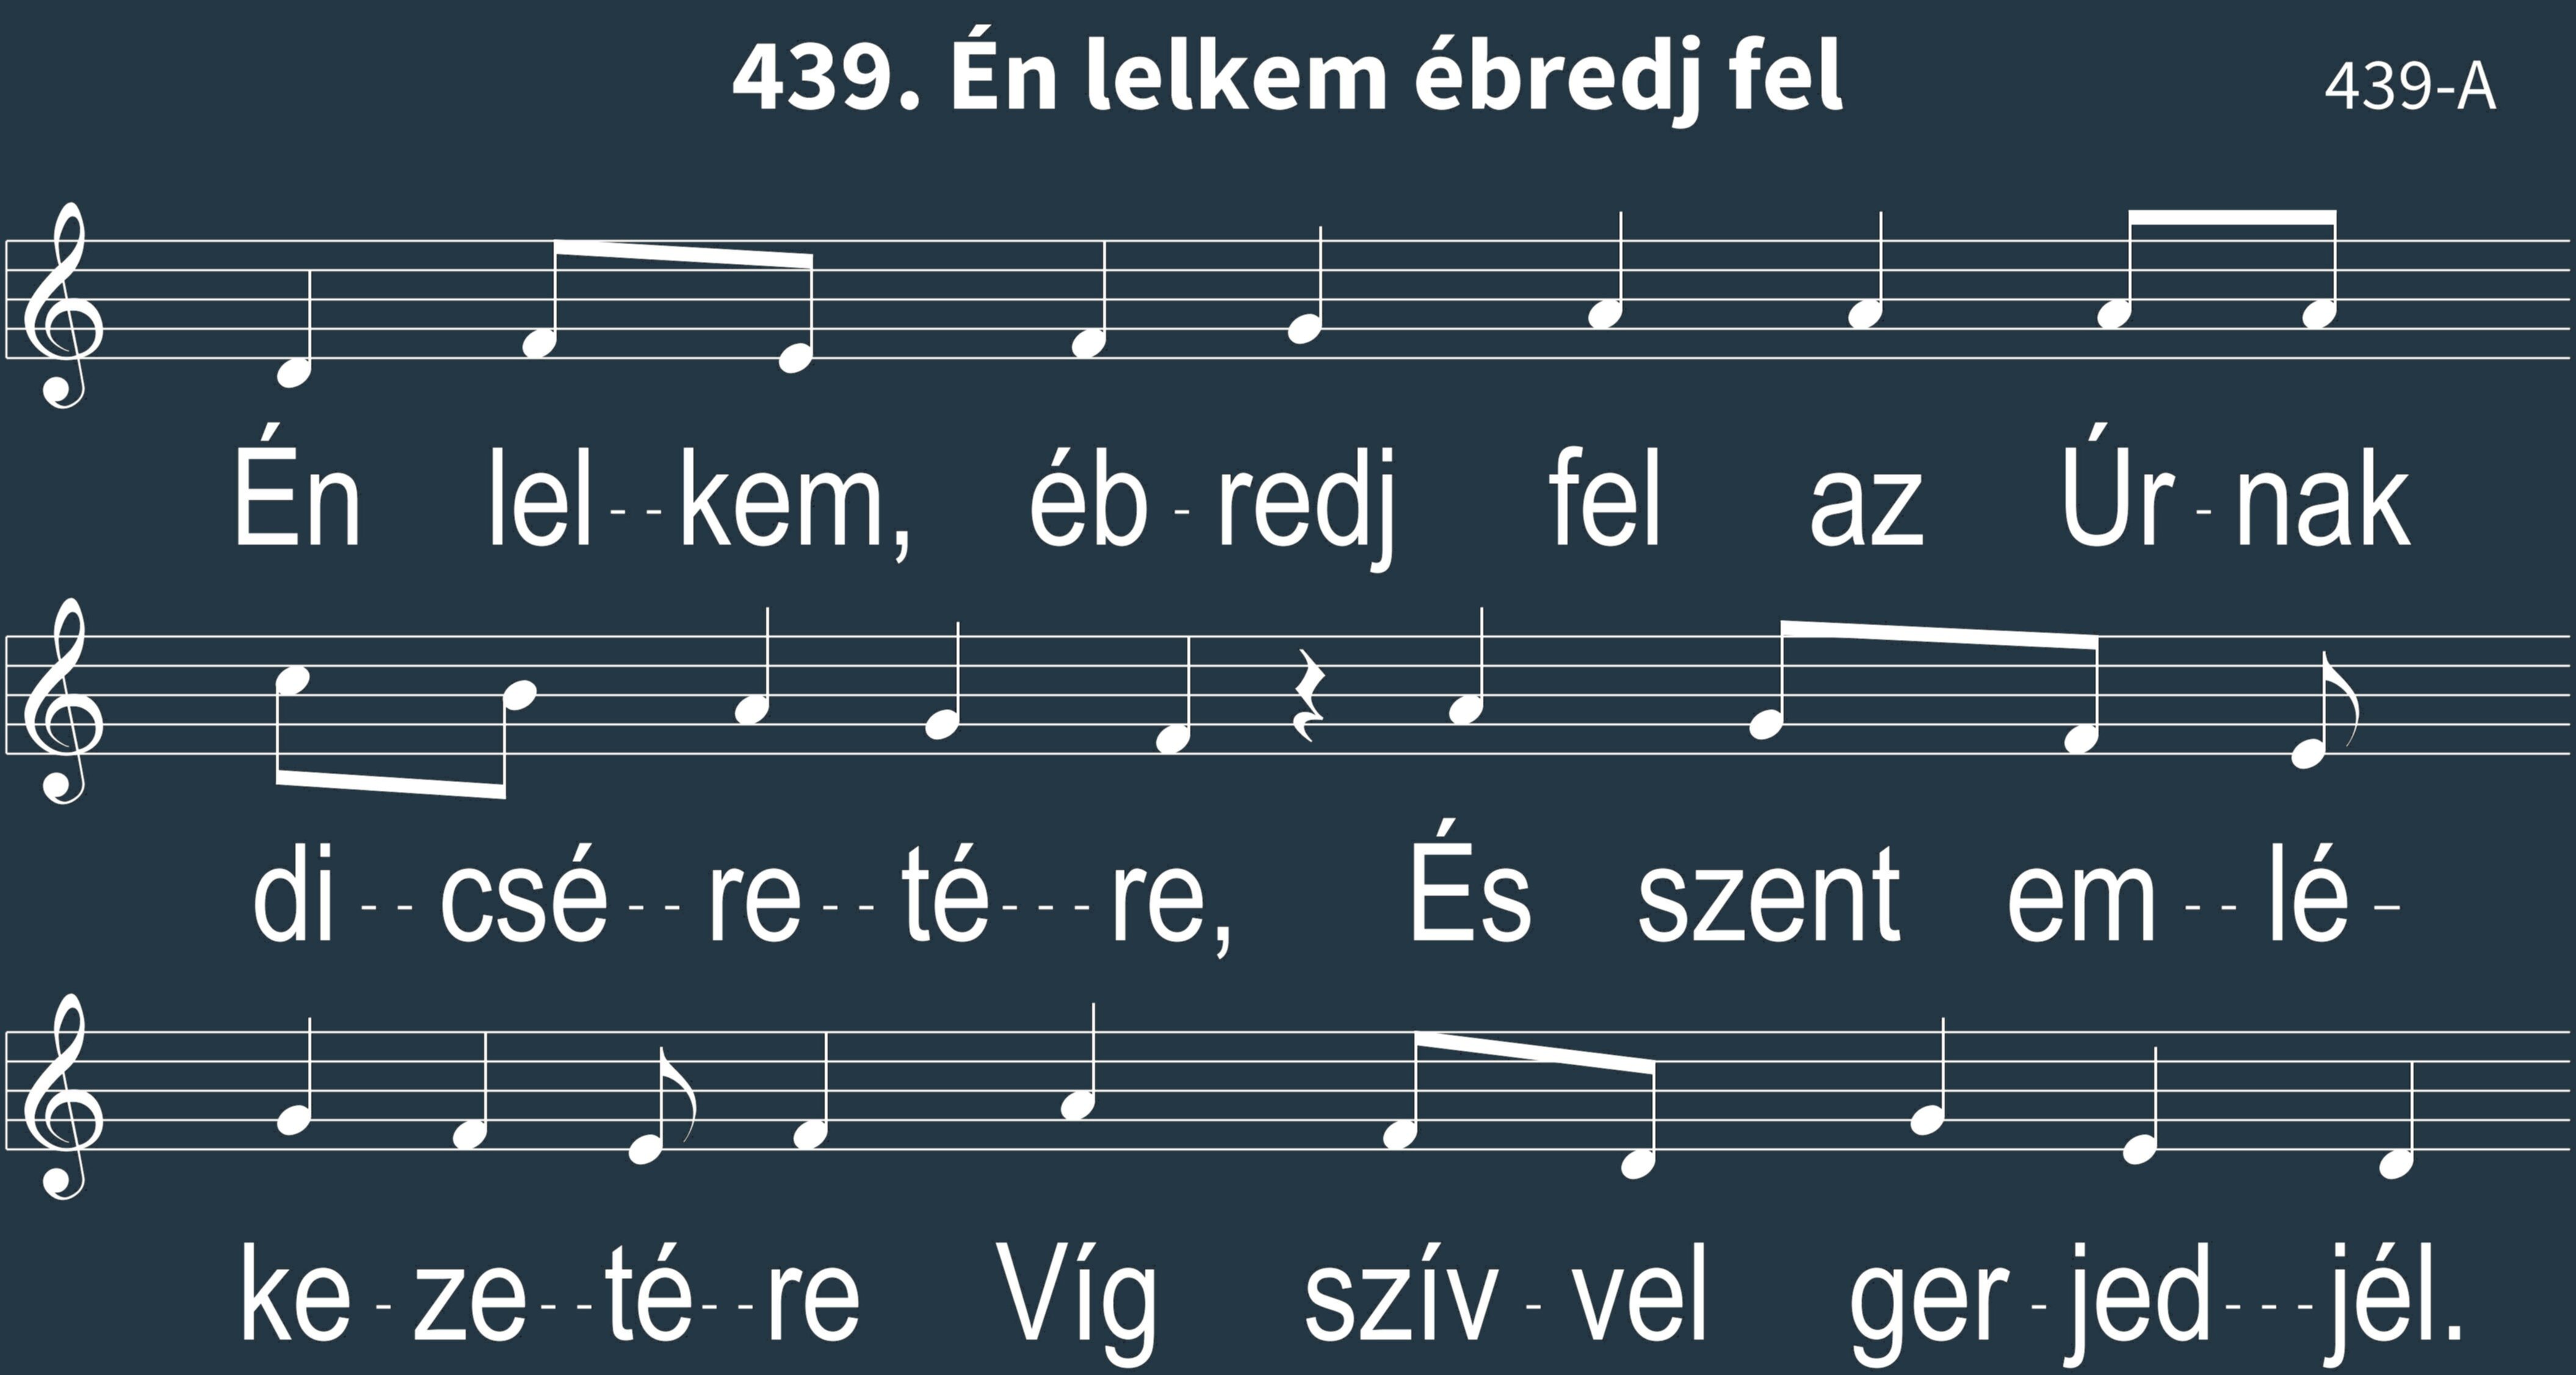 439. Én lelkem ébredj fel
439-A
Én lel--kem, éb-redj fel az Úr-nak
di--csé--re--té---re, És szent em--lé-
ke-ze--té--re Víg szív-vel ger-jed---jél.